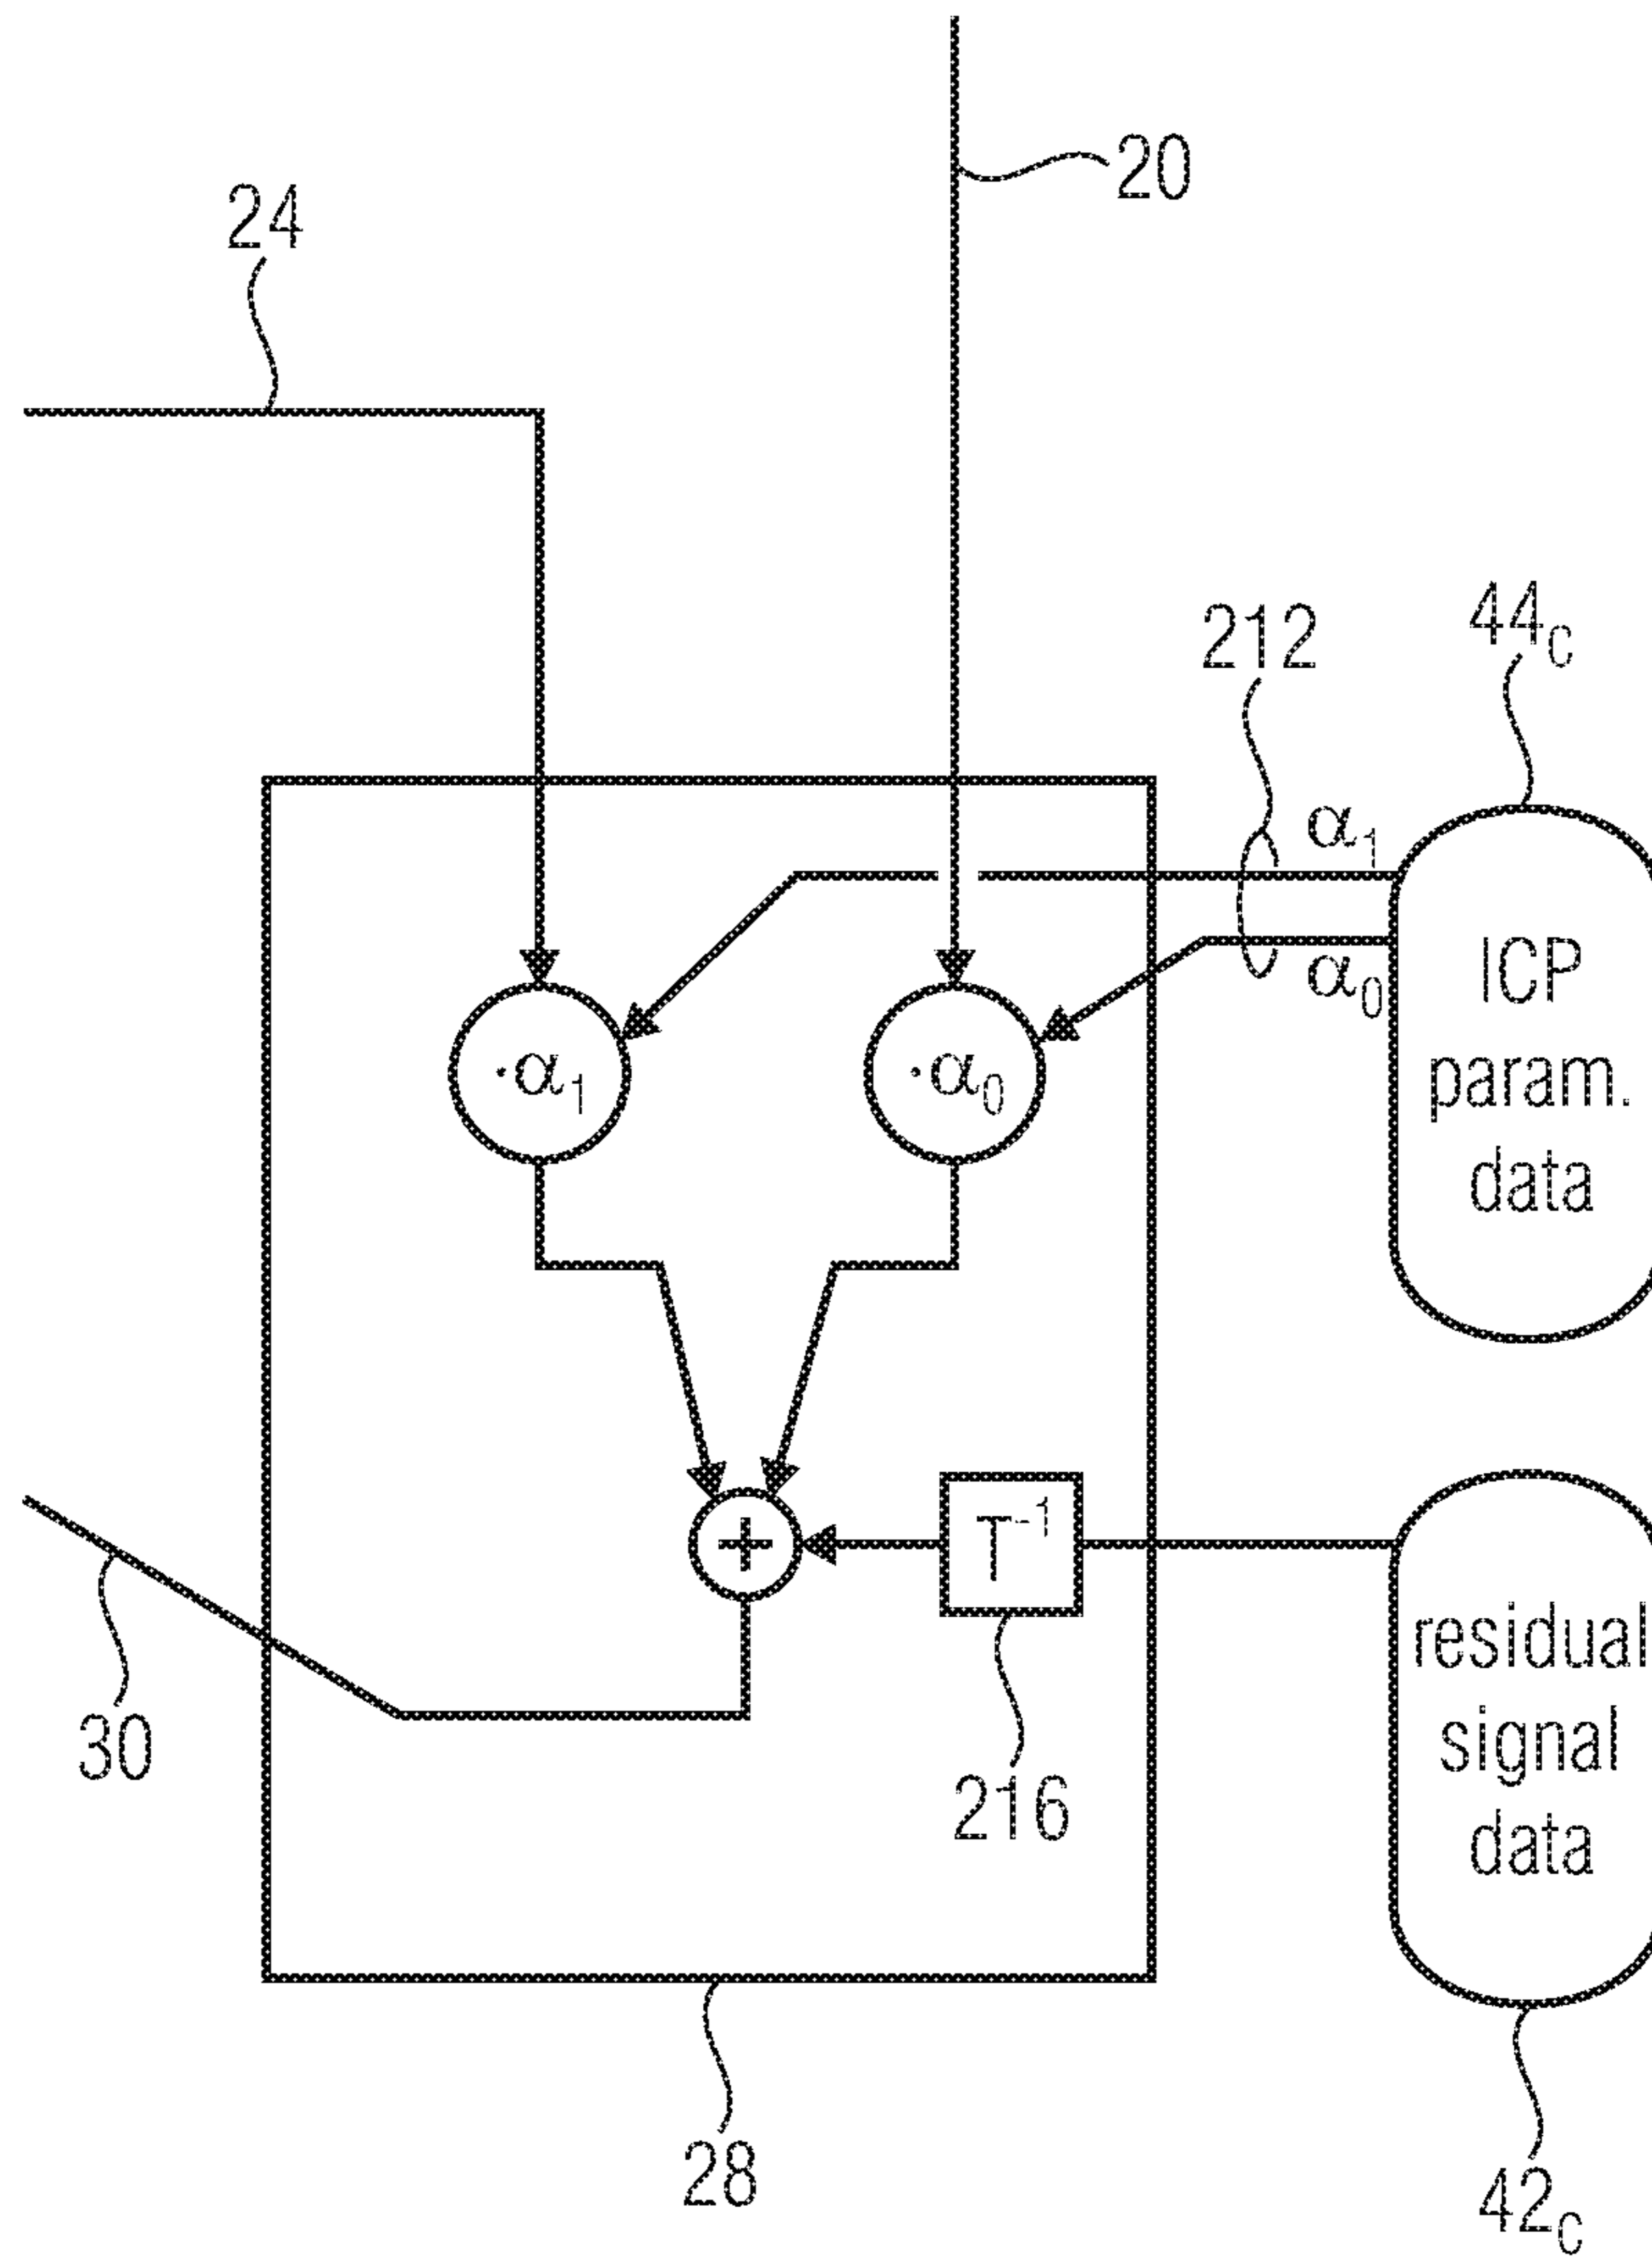 20
24
212
44C
α1
α0
ICP
param.
data
·α1
·α0
+
T-1
residual
signal
data
30
216
28
42C